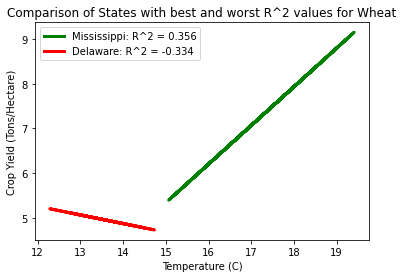 Comparison of States with best and worst R^2 values for Wheat
Mississippi: R^2 = 0.356
Delaware: R^2 = -0.334
Crop Yield (Tons/Hectare)
9
8
7
6
5
12 13 14 15 16 17 18 19
Temperature (C)